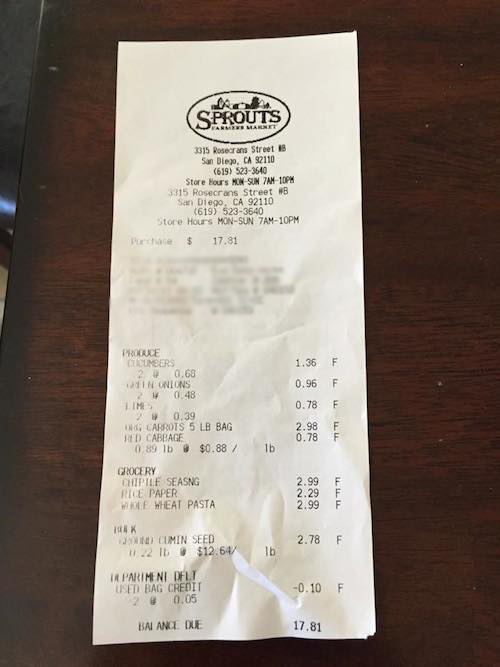 SPROUTS
FARMERS MARKET
3315 Rosecrans Street #B
San Diego, CA 92110
(619) 523-3640
Store Hours MON-SUN 7AM-10PM
3315 Rosecrans Street #B
San Diego, CA 92110
(619) 523-3640
Store Hours MON-SUN 7AM-10PM
Purchase $ 17.81
PRODUCE
CUCUMBERS 1.36 F
2 @ 0.68
GREEN ONIONS 0.96 F
2 @ 0.48
LIMES 0.78 F
2 @ 0.39
ORG CARROTS 5 LB BAG 2.98 F
RED CABBAGE 0.78 F
0.89 lb @ $0.88 / lb
GROCERY
CHIPTLE SEASNG 2.99 F
RICE PAPER 2.29 F
WHOLE WHEAT PASTA 2.99 F
BULK
GROUND CUMIN SEED 2.78 F
0.22 lb @ $12.64/ lb
DEPARTMENT DFLT
USED BAG CREDIT -0.10 F
-2 @ 0.05
BALANCE DUE 17.81